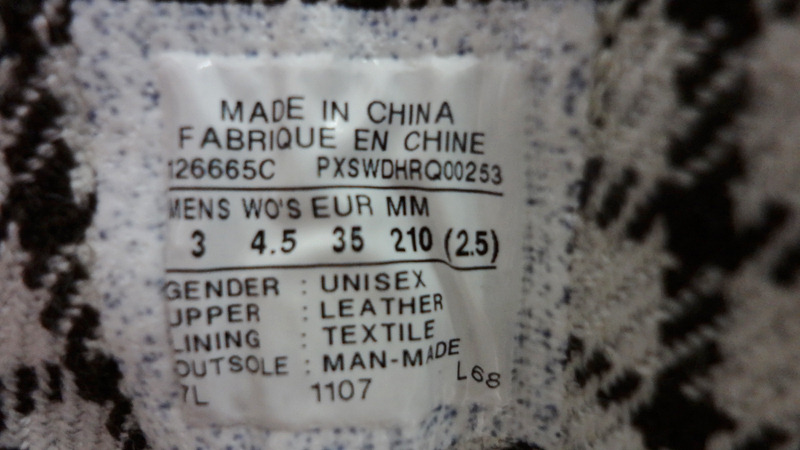 MADE IN CHINA
FABRIQUE EN CHINE
126665C PXSWDHRQ00253
MENS WO'S EUR MM
3 4.5 35 210 (2.5)
GENDER : UNISEX
UPPER : LEATHER
LINING : TEXTILE
OUTSOLE : MAN-MADE
7L 1107 L68